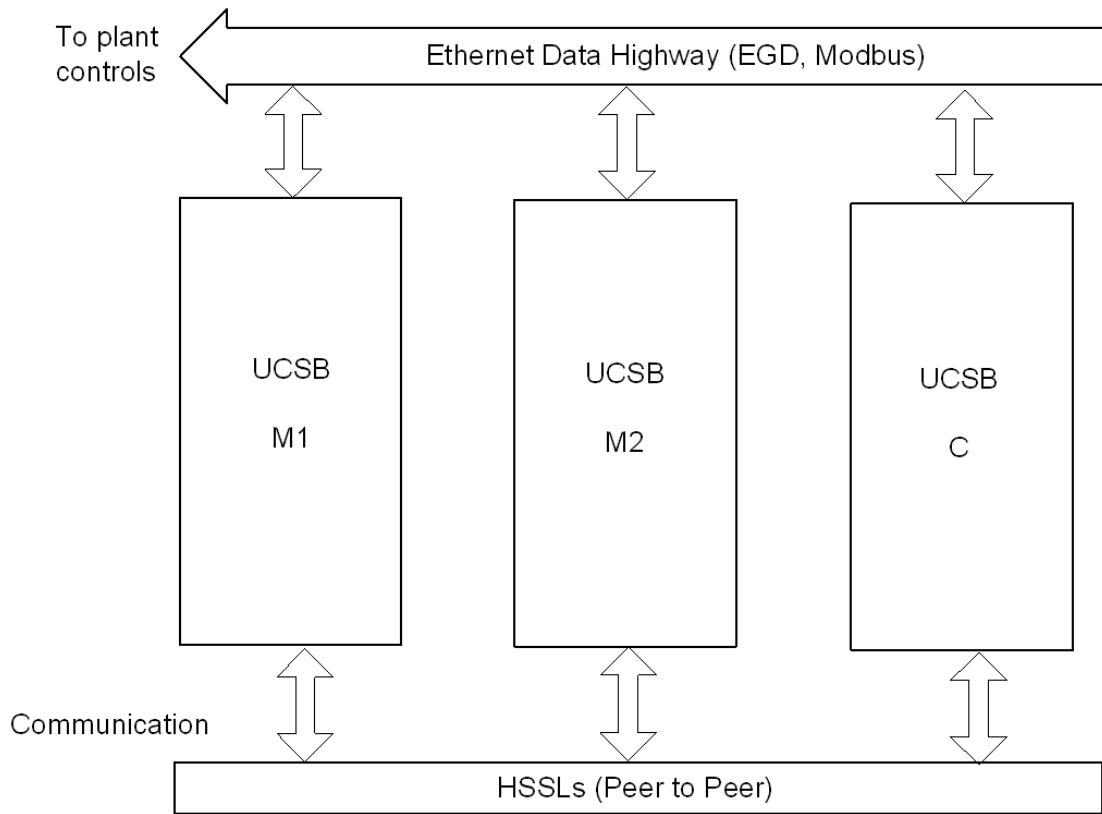 To plant
controls
Ethernet Data Highway (EGD, Modbus)
UCSB
M1
UCSB
M2
UCSB
C
Communication
HSSLs (Peer to Peer)